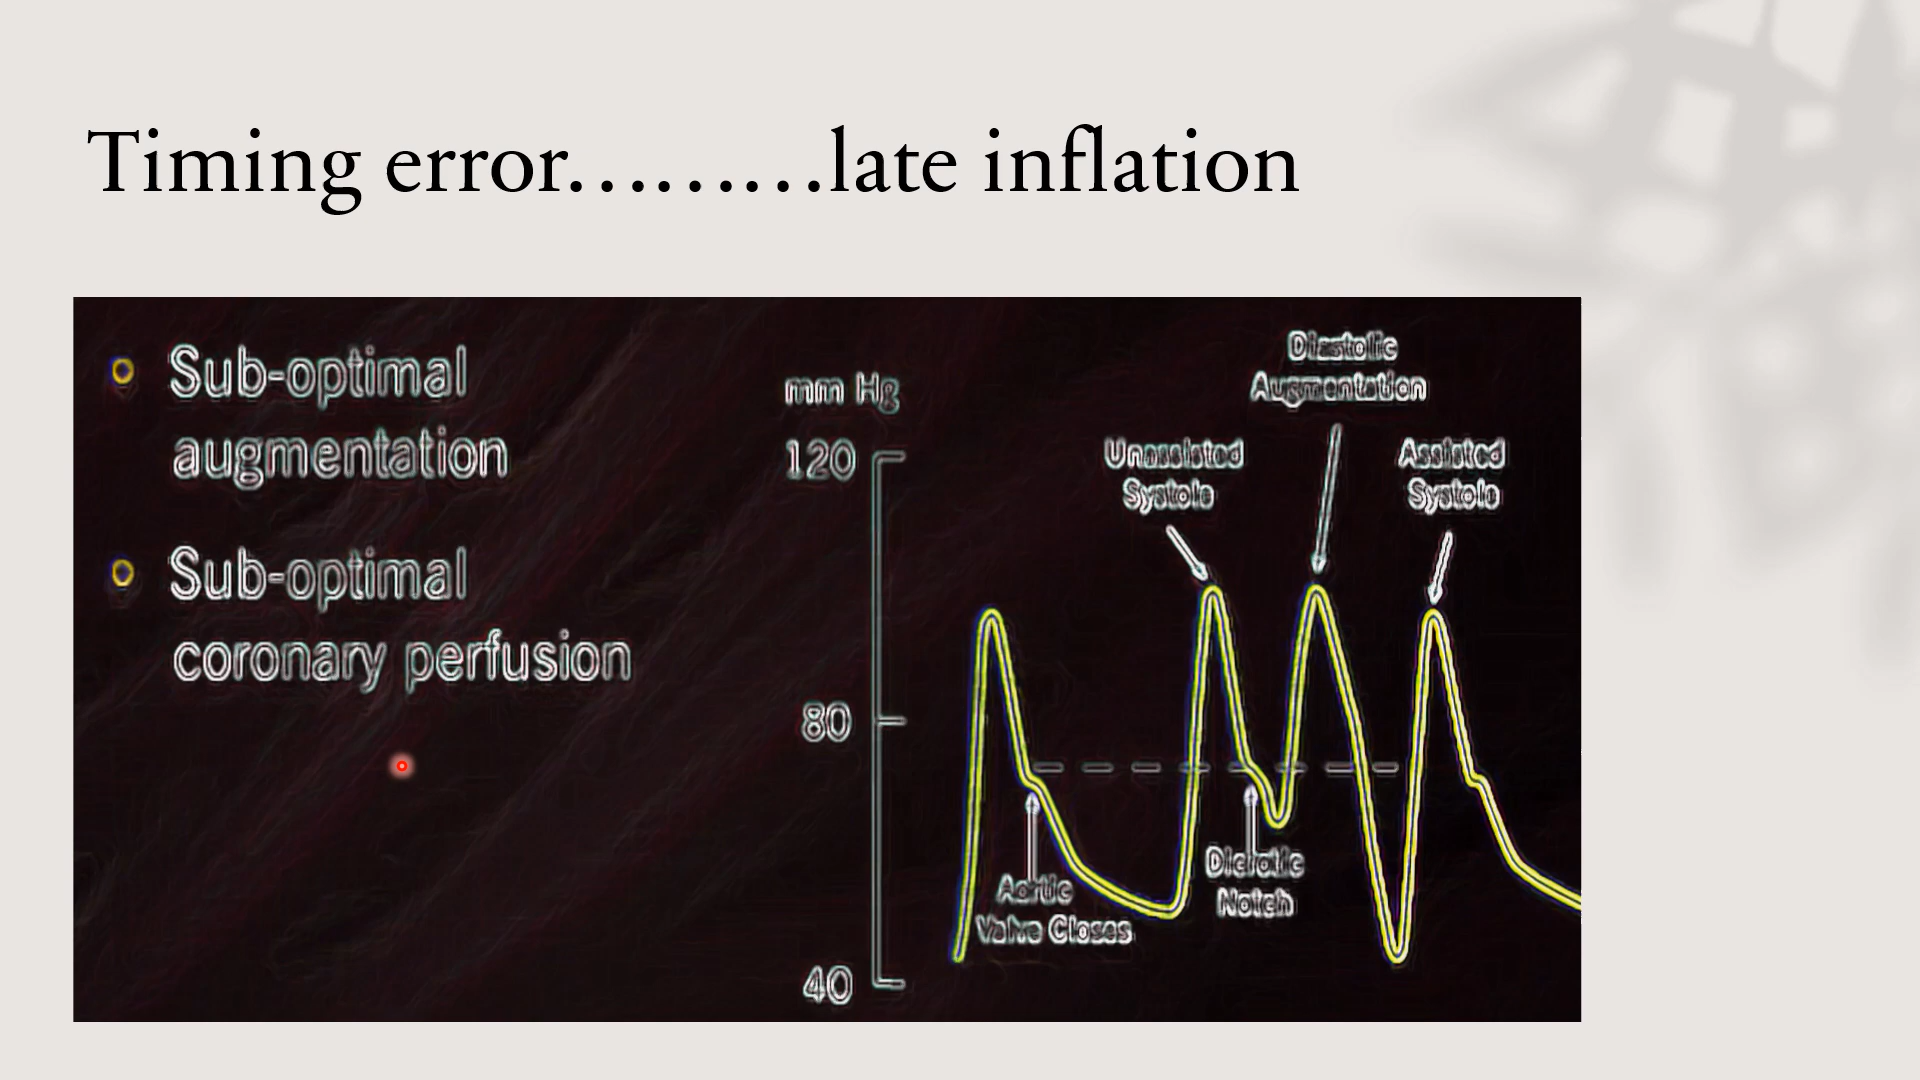 Timing error.........late inflation
Sub-optimal
augmentation
Sub-optimal
coronary perfusion
mm Hg
120
80
40
Diastolic
Augmentation
Unassisted
Systole
Assisted
Systole
Aortic
Valve Closes
Dicrotic
Notch